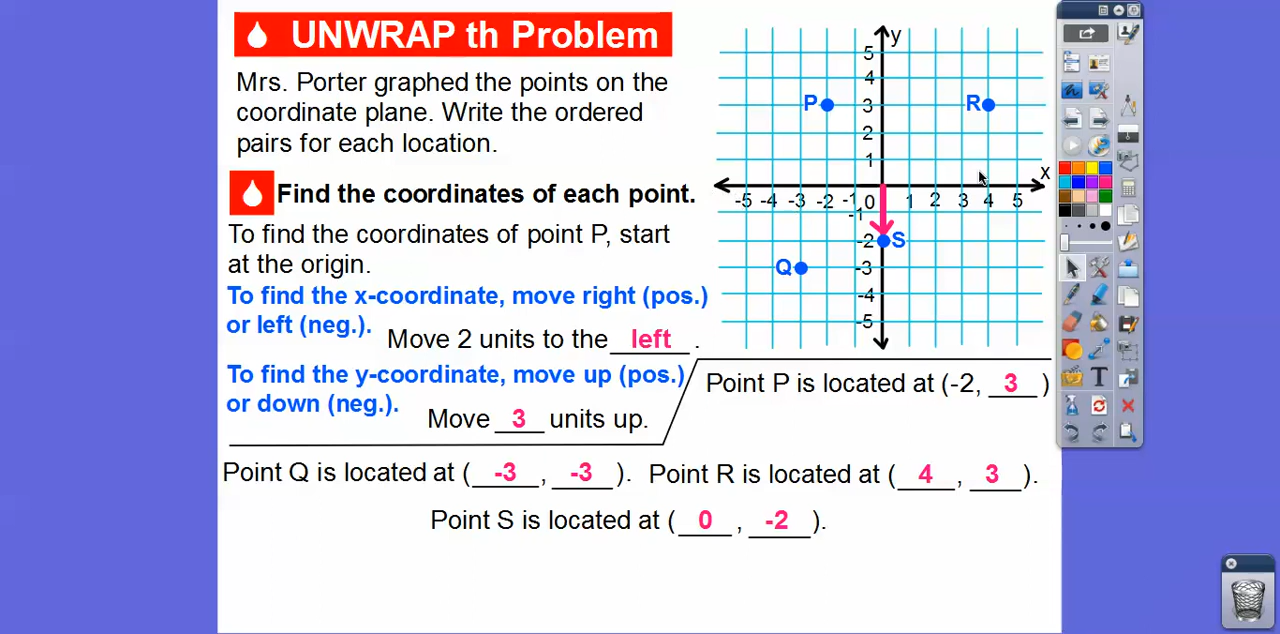 UNWRAP th Problem
Mrs. Porter graphed the points on the
coordinate plane. Write the ordered
pairs for each location.
Find the coordinates of each point.
To find the coordinates of point P, start
at the origin.
To find the x-coordinate, move right (pos.)
or left (neg.).
Move 2 units to the left.
To find the y-coordinate, move up (pos.)
or down (neg.).
Move 3 units up.
y
5
4
P
3
R
2
1
x
-5 -4 -3 -2 -1 0 1 2 3 4 5
-1
-2 S
Q -3
-4
-5
Point P is located at (-2, 3)
Point Q is located at (-3, -3).
Point R is located at (4, 3).
Point S is located at (0, -2).
T